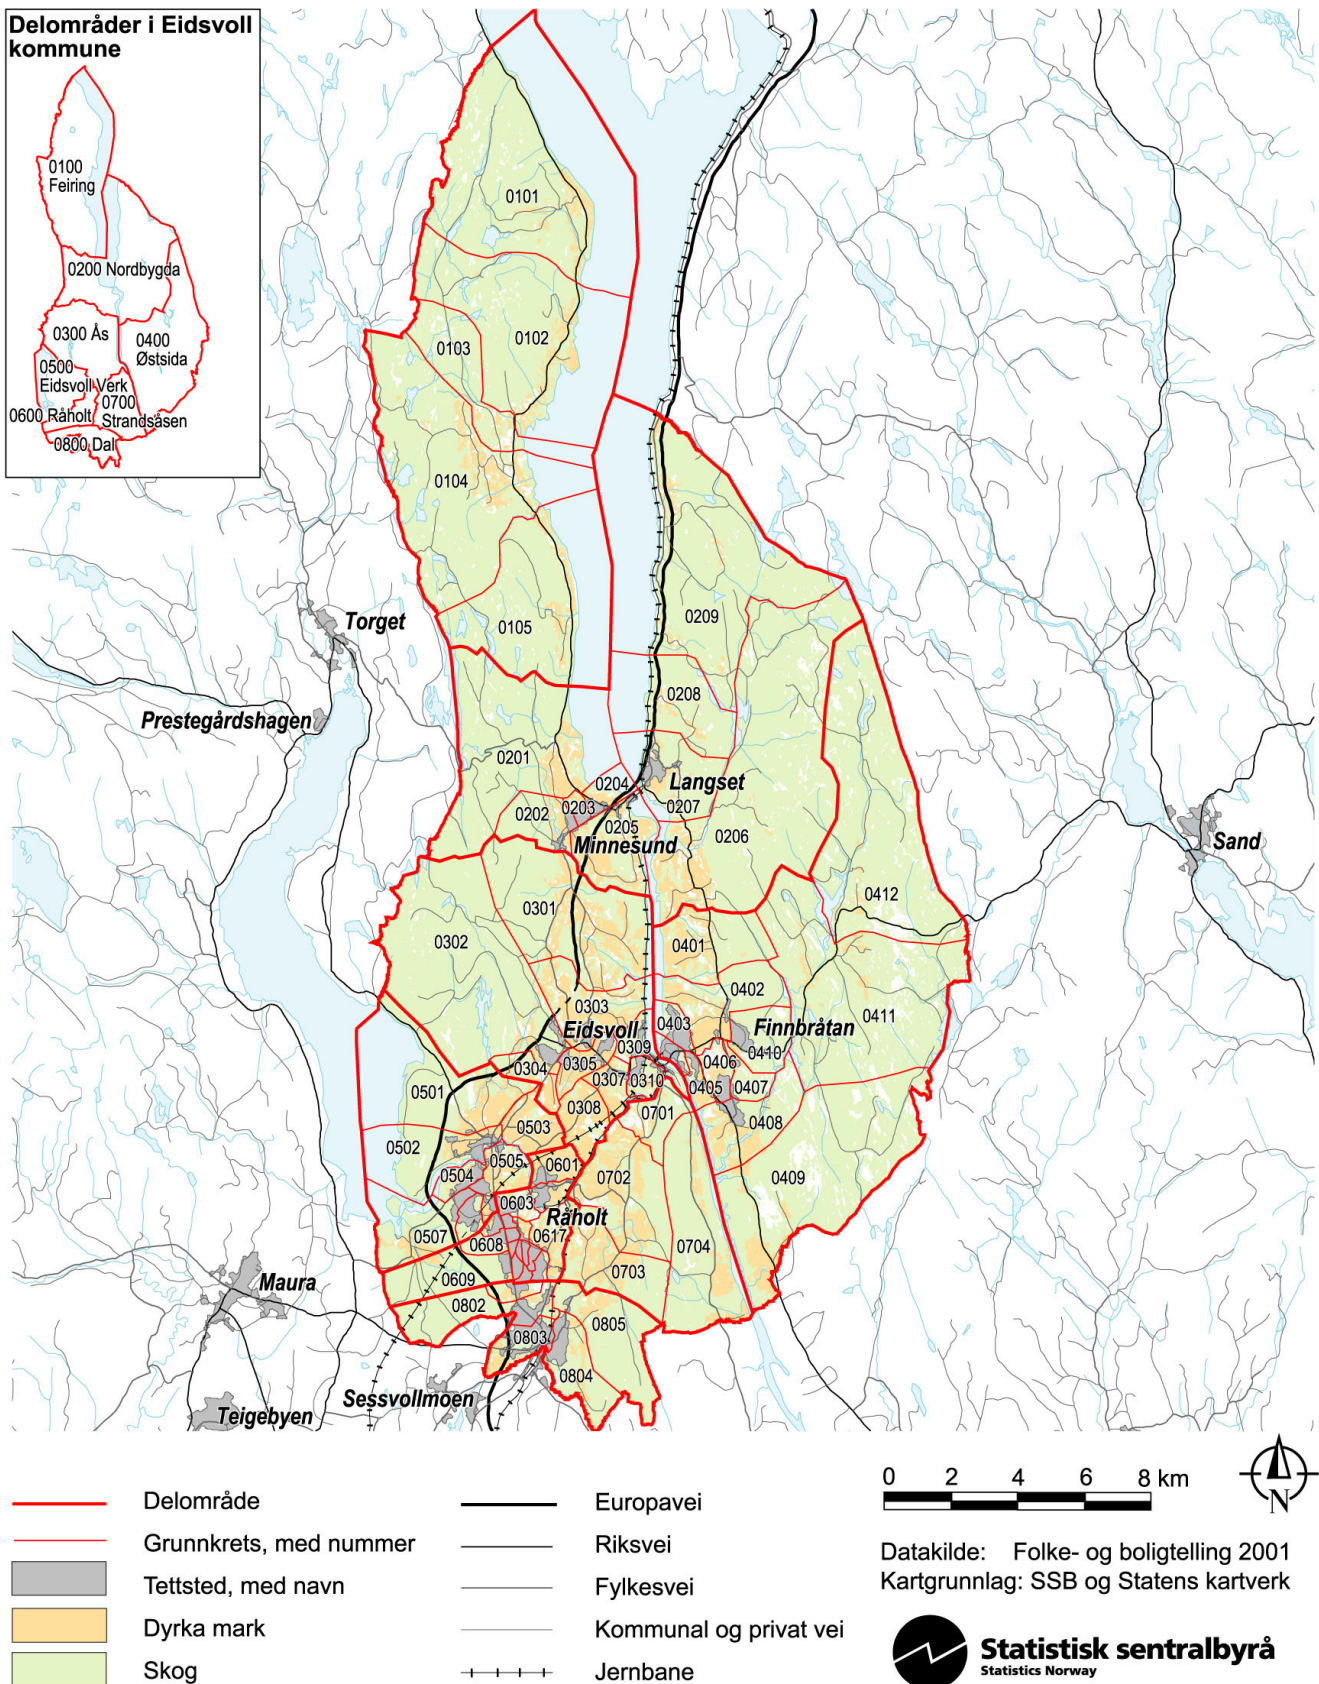 Delområder i Eidsvoll
kommune
0100
Feiring
0200 Nordbygda
0300 Ås
0400
Østsida
0500
Eidsvoll Verk
0700
0600 Råholt
Strandsåsen
0800 Dal
0101
0102
0103
0104
0105
0209
0208
0201
0204
0203
0202
0207
0205
0206
0412
0301
0302
0401
0402
0411
0303
0403
0309
0406
0410
0304
0305
0307
0310
0405
0407
0501
0308
0701
0408
0503
0502
0505
0601
0504
0702
0409
0603
0507
0608
0617
0704
0609
0703
0802
0805
0803
0804
Torget
Prestegårdshagen
Langset
Minnesund
Sand
Eidsvoll
Finnbråtan
Råholt
Maura
Sessvollmoen
Teigebyen
Delområde
Grunnkrets, med nummer
Tettsted, med navn
Dyrka mark
Skog
Europavei
Riksvei
Fylkesvei
Kommunal og privat vei
Jernbane
0 2 4 6 8 km
N
Datakilde: Folke- og boligtelling 2001
Kartgrunnlag: SSB og Statens kartverk
Statistisk sentralbyrå
Statistics Norway